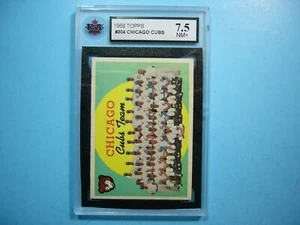 1959 TOPPS
#304 CHICAGO CUBS
7.5
NM+
CHICAGO
Cubs Team